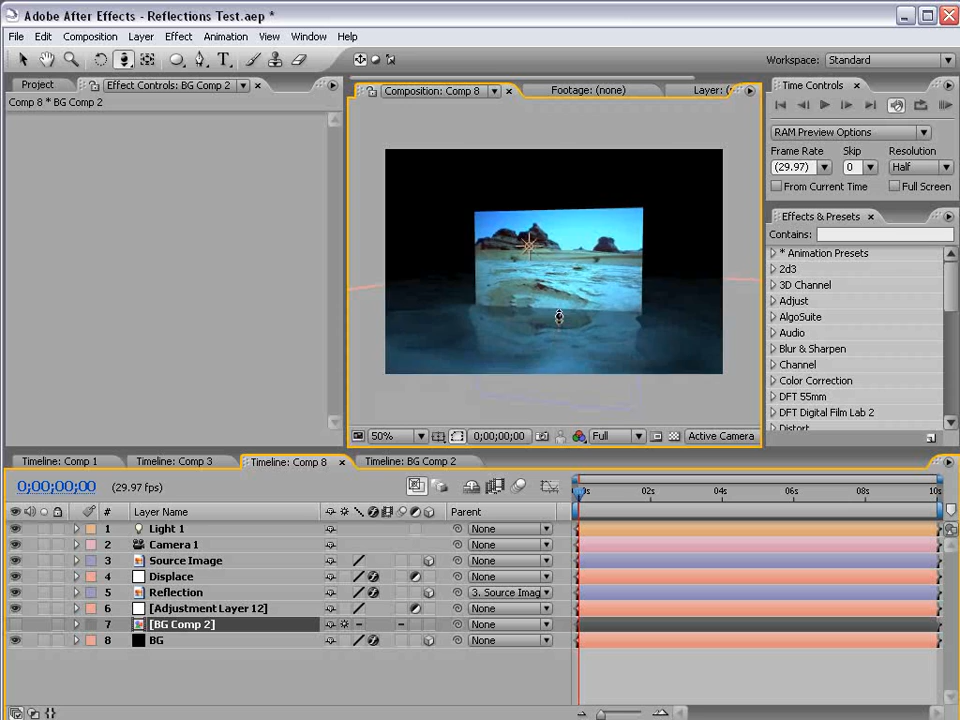 Adobe After Effects - Reflections Test.aep *
File Edit Composition Layer Effect Animation View Window Help
Workspace: Standard
Project Effect Controls: BG Comp 2
Comp 8 * BG Comp 2
Composition: Comp 8 Footage: (none) Layer: (
Time Controls
RAM Preview Options
Frame Rate Skip Resolution
(29.97) 0 Half
From Current Time Full Screen
Effects & Presets
Contains:
* Animation Presets
2d3
3D Channel
Adjust
AlgoSuite
Audio
Blur & Sharpen
Channel
Color Correction
DFT 55mm
DFT Digital Film Lab 2
Distort
50% 0;00;00;00 Full Active Camera
Timeline: Comp 1 Timeline: Comp 3 Timeline: Comp 8 Timeline: BG Comp 2
0;00;00;00 (29.97 fps)
0s 02s 04s 06s 08s 10s
# Layer Name Parent
1 Light 1 None
2 Camera 1 None
3 Source Image None
4 Displace None
5 Reflection 3. Source Imag
6 [Adjustment Layer 12] None
7 [BG Comp 2] None
8 BG None